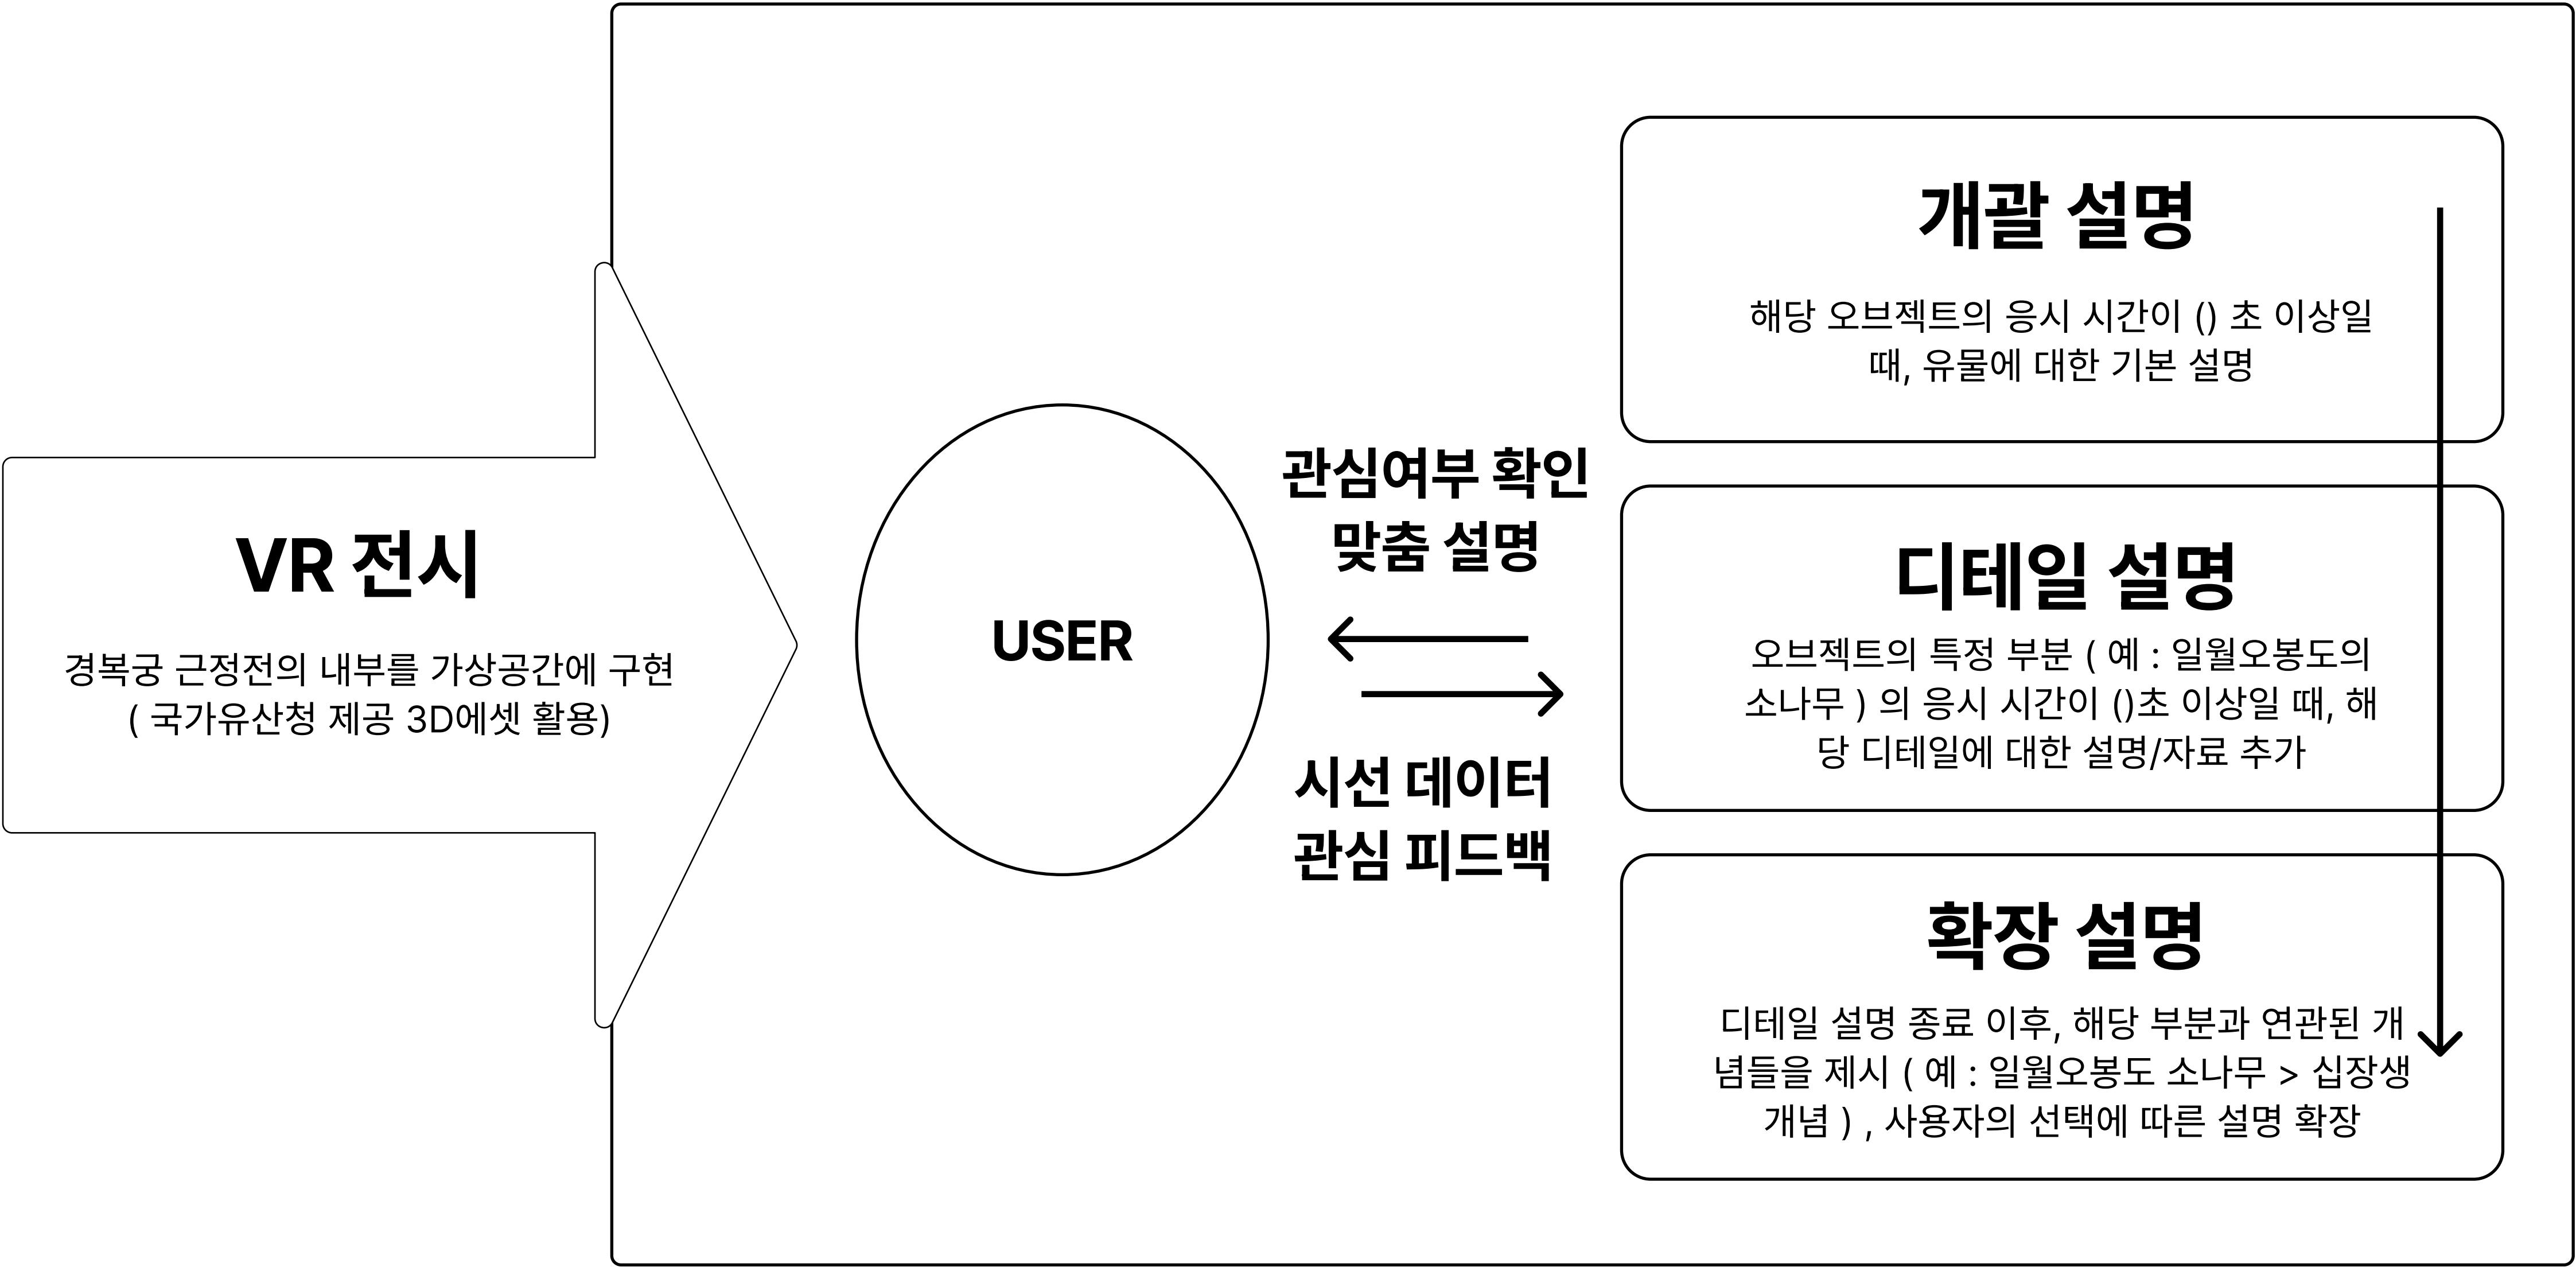 VR 전시
경복궁 근정전의 내부를 가상공간에 구현
( 국가유산청 제공 3D에셋 활용)
USER
관심여부 확인
맞춤 설명
시선 데이터
관심 피드백
개괄 설명
해당 오브젝트의 응시 시간이 () 초 이상일
때, 유물에 대한 기본 설명
디테일 설명
오브젝트의 특정 부분 ( 예 : 일월오봉도의
소나무 ) 의 응시 시간이 ()초 이상일 때, 해
당 디테일에 대한 설명/자료 추가
확장 설명
디테일 설명 종료 이후, 해당 부분과 연관된 개
념들을 제시 ( 예 : 일월오봉도 소나무 > 십장생
개념 ) , 사용자의 선택에 따른 설명 확장